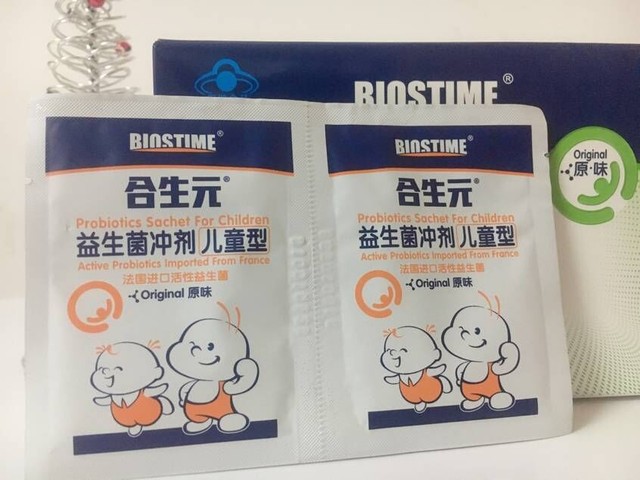 BIOSTIME®
Original
原·味
BIOSTIME®
合生元®
Probiotics Sachet For Children
益生菌冲剂 儿童型
Active Probiotics Imported From France
法国进口活性益生菌
Original 原味
BIOSTIME®
合生元®
Probiotics Sachet For Children
益生菌冲剂 儿童型
Active Probiotics Imported From France
法国进口活性益生菌
Original 原味